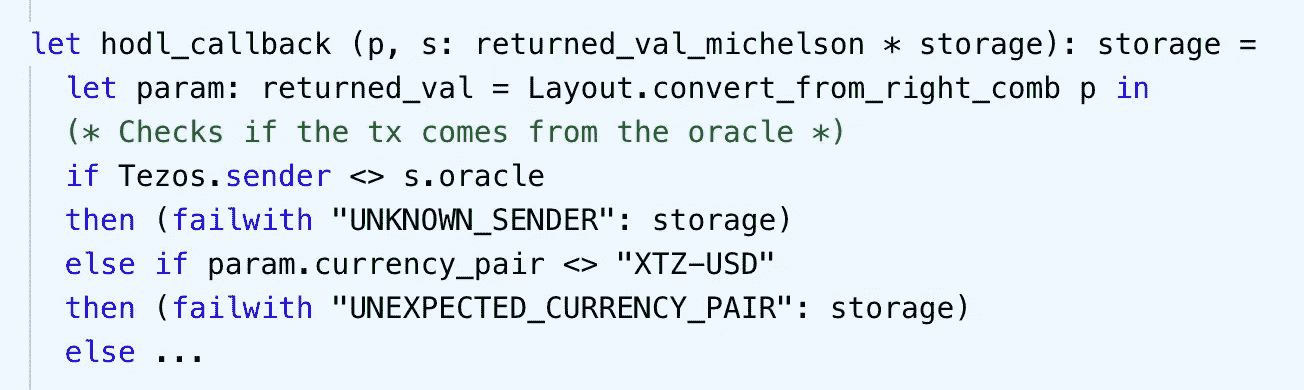 let hodl_callback (p, s: returned_val_michelson * storage): storage =
let param: returned_val = Layout.convert_from_right_comb p in
(* Checks if the tx comes from the oracle *)
if Tezos.sender <> s.oracle
then (failwith "UNKNOWN_SENDER": storage)
else if param.currency_pair <> "XTZ-USD"
then (failwith "UNEXPECTED_CURRENCY_PAIR": storage)
else ...